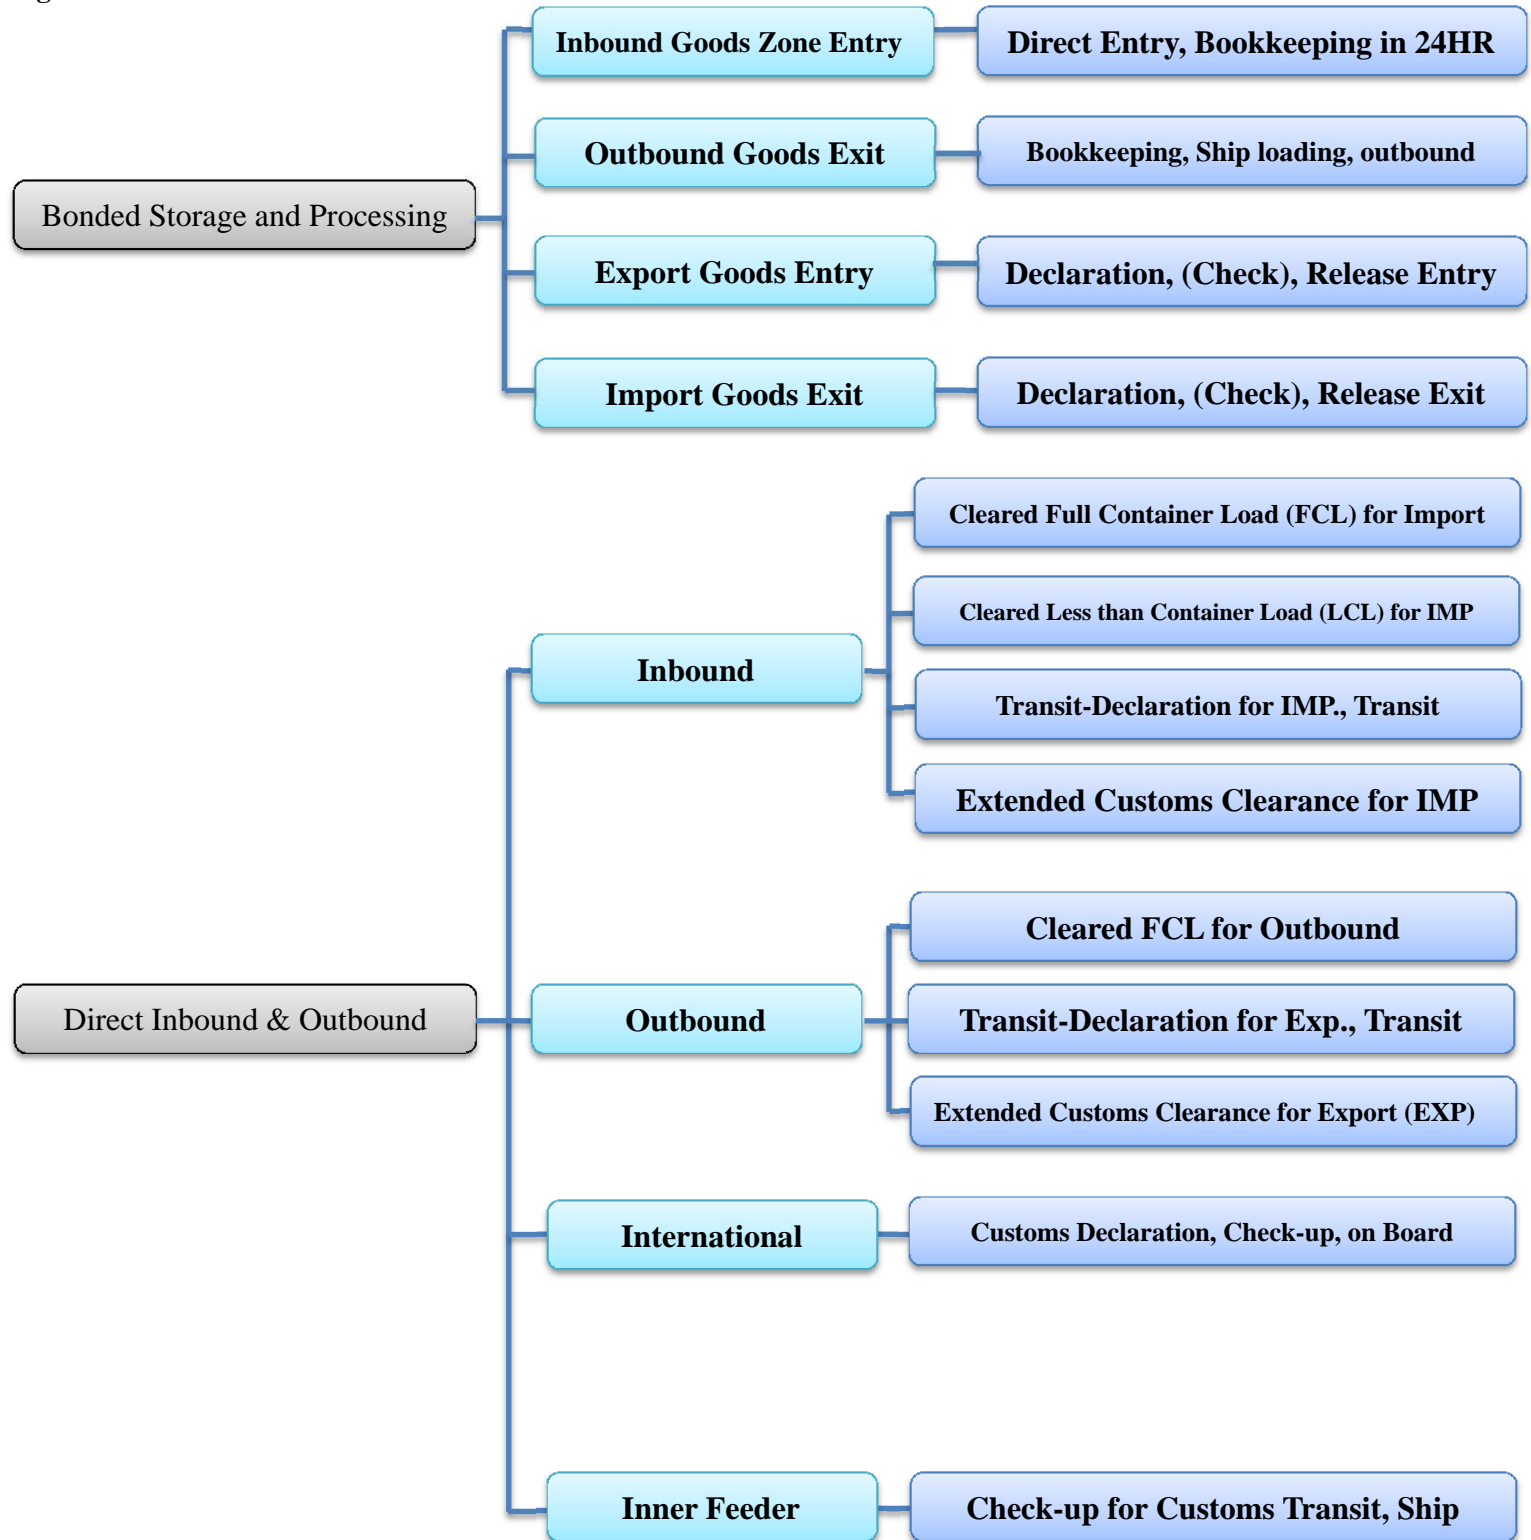 Bonded Storage and Processing
Inbound Goods Zone Entry
Direct Entry, Bookkeeping in 24HR
Outbound Goods Exit
Bookkeeping, Ship loading, outbound
Export Goods Entry
Declaration, (Check), Release Entry
Import Goods Exit
Declaration, (Check), Release Exit
Direct Inbound & Outbound
Inbound
Cleared Full Container Load (FCL) for Import
Cleared Less than Container Load (LCL) for IMP
Transit-Declaration for IMP., Transit
Extended Customs Clearance for IMP
Outbound
Cleared FCL for Outbound
Transit-Declaration for Exp., Transit
Extended Customs Clearance for Export (EXP)
International
Customs Declaration, Check-up, on Board
Inner Feeder
Check-up for Customs Transit, Ship